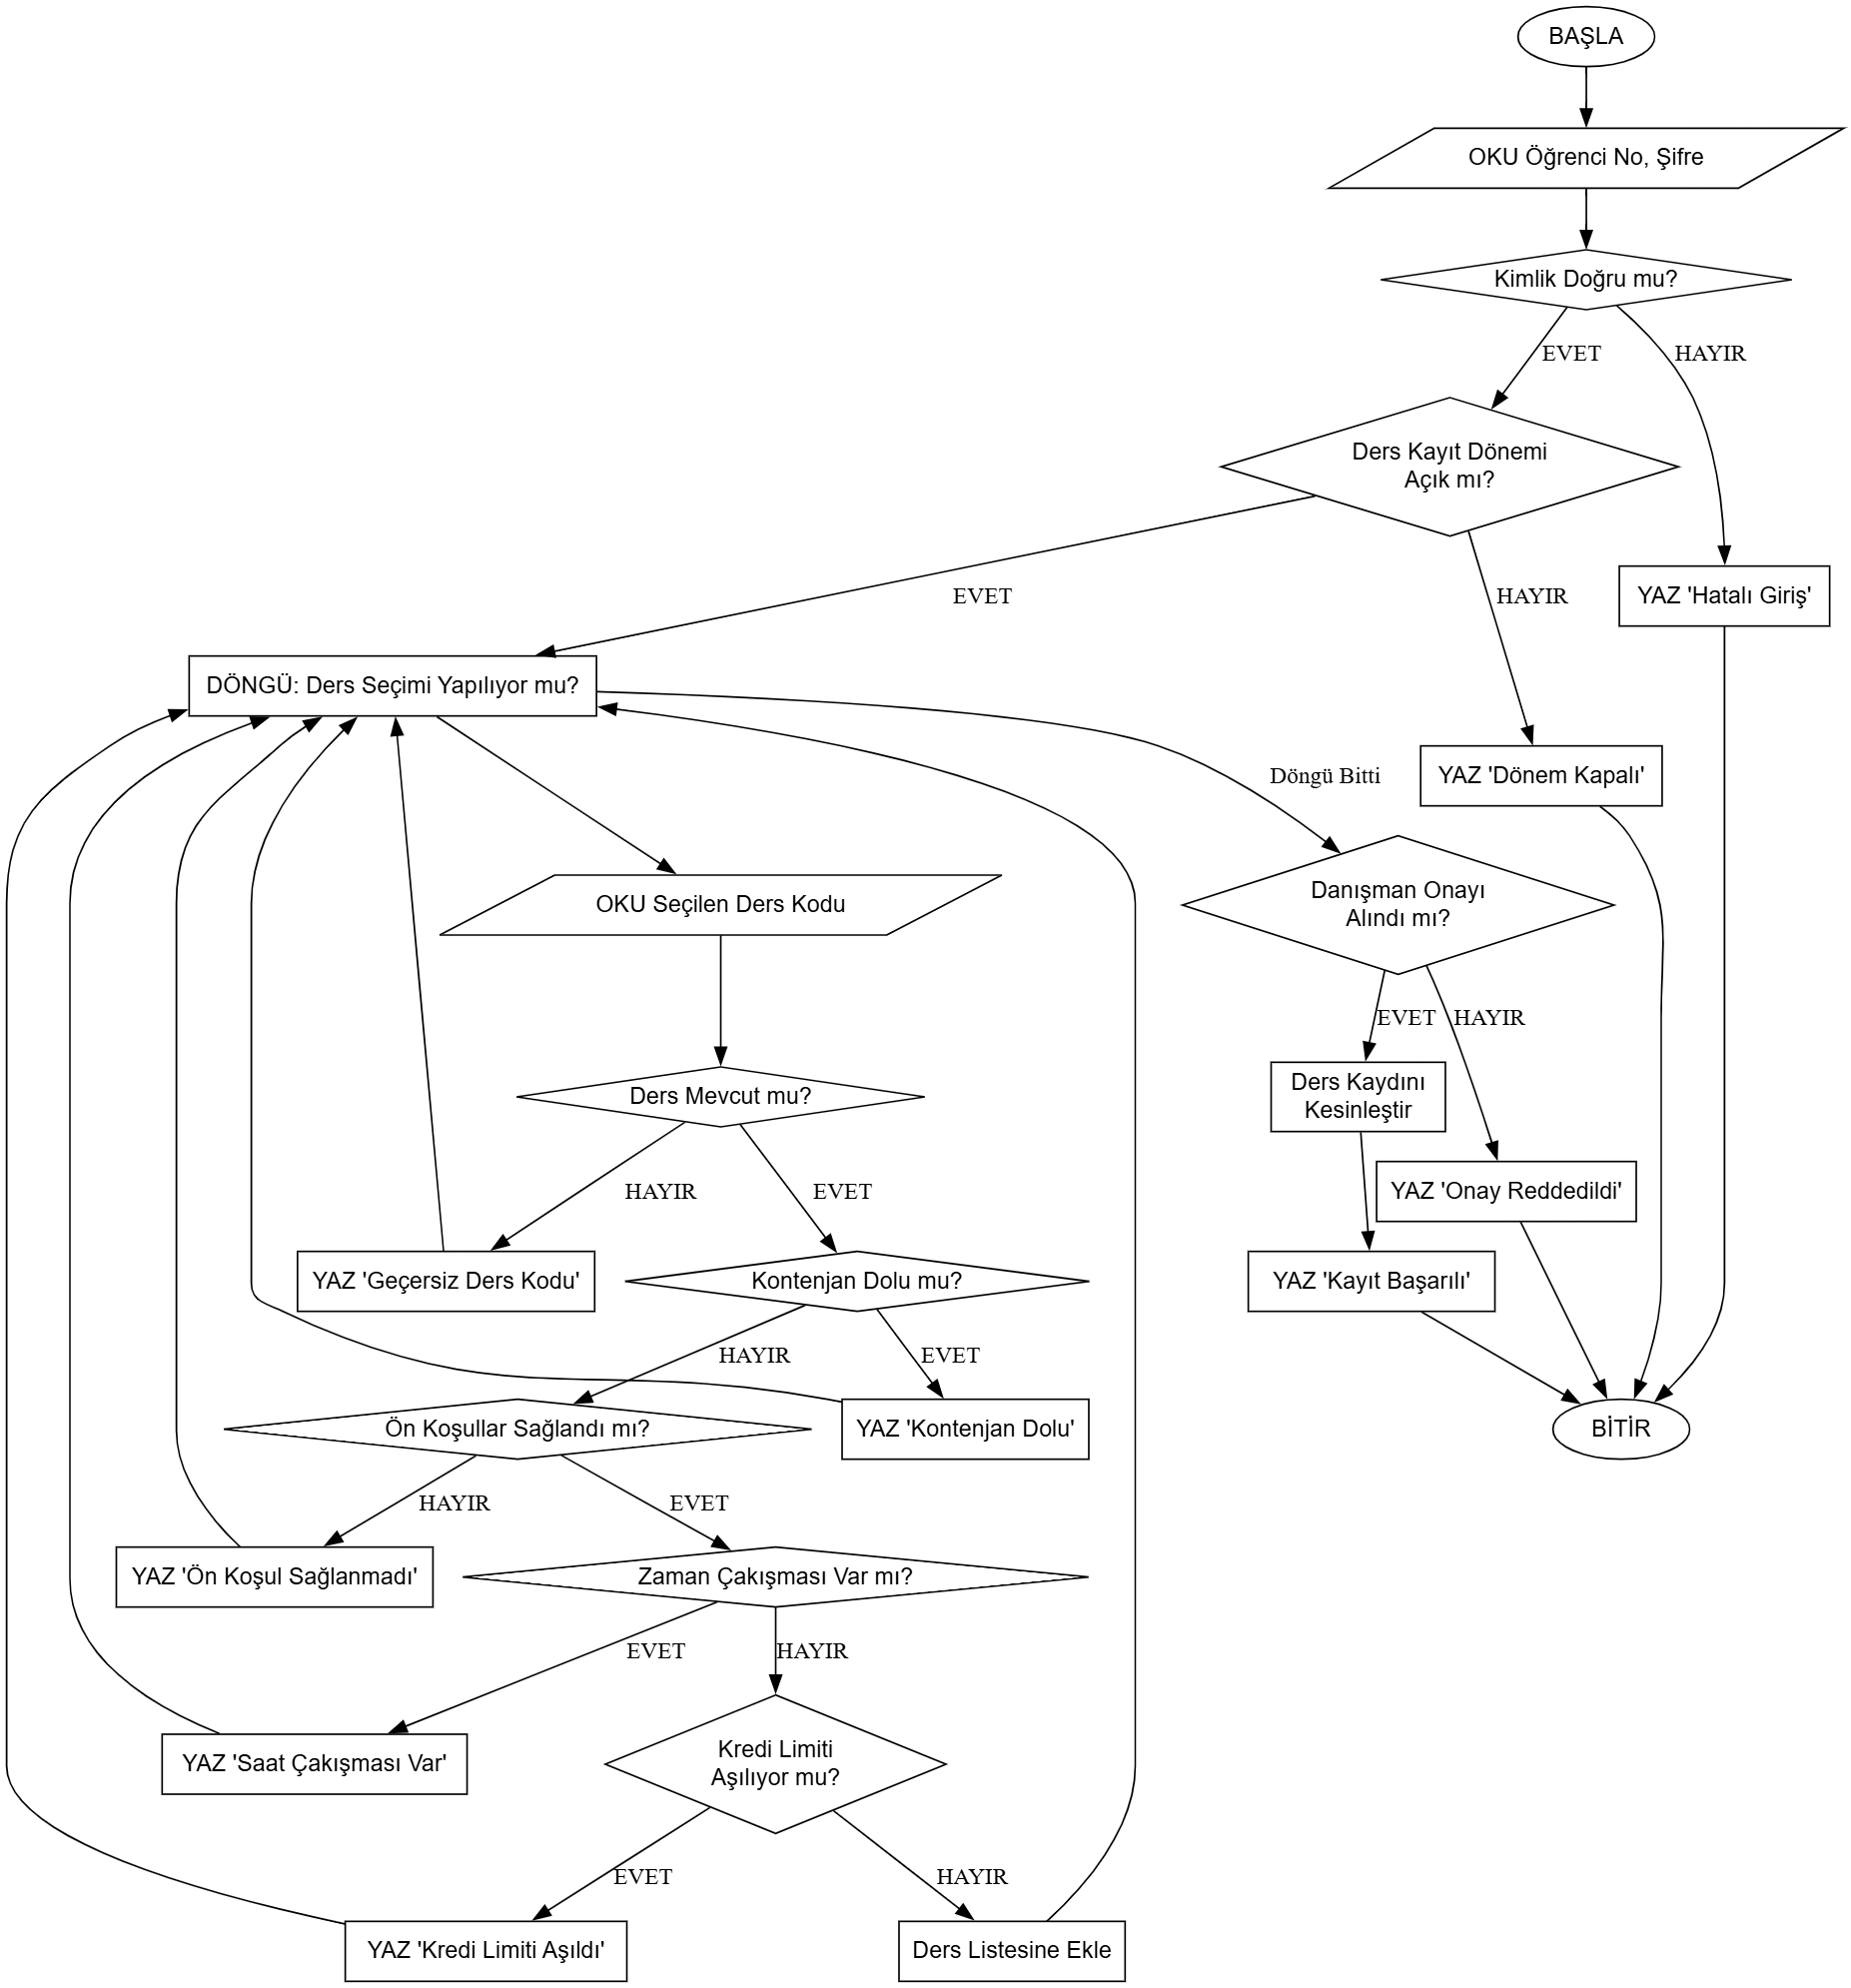 BAŞLA
OKU Öğrenci No, Şifre
Kimlik Doğru mu?
EVET
HAYIR
Ders Kayıt Dönemi
Açık mı?
EVET
HAYIR
YAZ 'Hatalı Giriş'
DÖNGÜ: Ders Seçimi Yapılıyor mu?
Döngü Bitti
YAZ 'Dönem Kapalı'
OKU Seçilen Ders Kodu
Danışman Onayı
Alındı mı?
EVET
HAYIR
Ders Mevcut mu?
Ders Kaydını
Kesinleştir
HAYIR
EVET
YAZ 'Onay Reddedildi'
YAZ 'Geçersiz Ders Kodu'
Kontenjan Dolu mu?
YAZ 'Kayıt Başarılı'
HAYIR
EVET
Ön Koşullar Sağlandı mı?
YAZ 'Kontenjan Dolu'
BİTİR
HAYIR
EVET
YAZ 'Ön Koşul Sağlanmadı'
Zaman Çakışması Var mı?
EVET
HAYIR
YAZ 'Saat Çakışması Var'
Kredi Limiti
Aşılıyor mu?
EVET
HAYIR
YAZ 'Kredi Limiti Aşıldı'
Ders Listesine Ekle